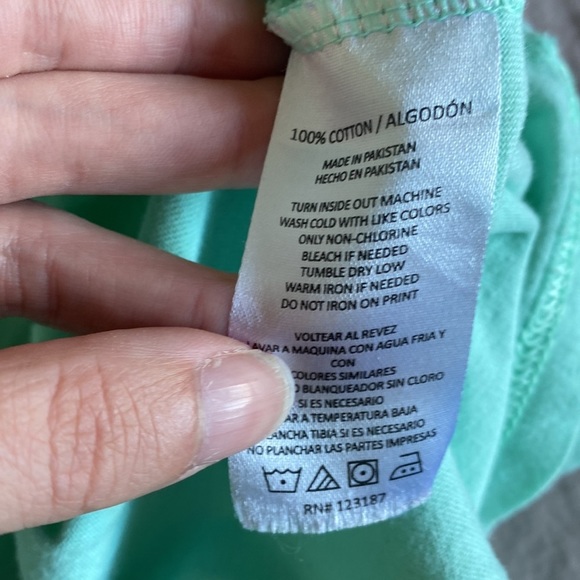 100% COTTON / ALGODÓN
MADE IN PAKISTAN
HECHO EN PAKISTAN
TURN INSIDE OUT MACHINE
WASH COLD WITH LIKE COLORS
ONLY NON-CHLORINE
BLEACH IF NEEDED
TUMBLE DRY LOW
WARM IRON IF NEEDED
DO NOT IRON ON PRINT
VOLTEAR AL REVEZ
AVAR A MAQUINA CON AGUA FRIA Y
CON
COLORES SIMILARES
BLANQUEADOR SIN CLORO
SI ES NECESARIO
AR A TEMPERATURA BAJA
ANCHA TIBIA SI ES NECESARIO
NO PLANCHAR LAS PARTES IMPRESAS
RN# 123187